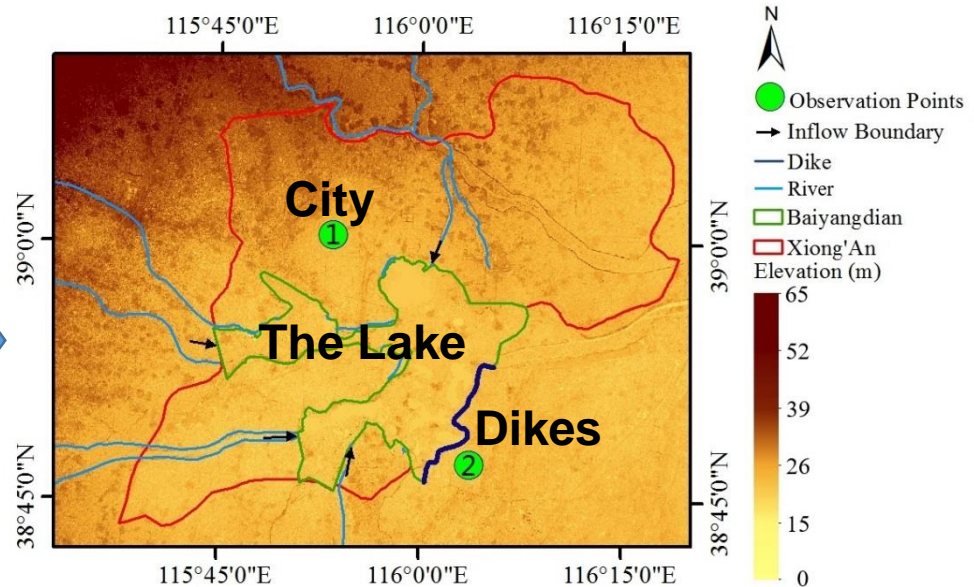 115°45'0"E 116°0'0"E 116°15'0"E
N
Observation Points
Inflow Boundary
Dike
River
Baiyangdian
Xiong'An
Elevation (m)
65
52
39
26
15
0
39°0'0"N
39°0'0"N
City
1
The Lake
Dikes
2
38°45'0"N
38°45'0"N
115°45'0"E 116°0'0"E 116°15'0"E